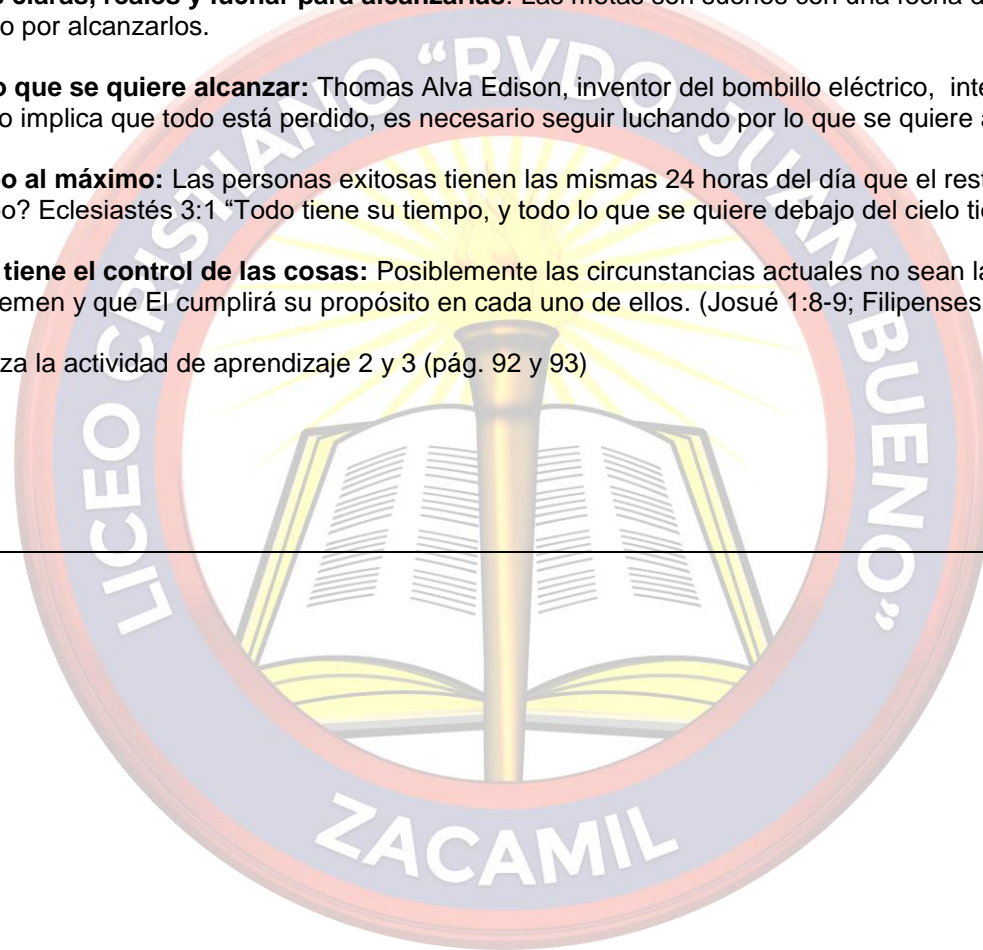 claras, reales y luchar para alcanzarlas: Las metas son sueños con una fecha
o por alcanzarlos.
o que se quiere alcanzar: Thomas Alva Edison, inventor del bombillo eléctrico, inte
o implica que todo está perdido, es necesario seguir luchando por lo que se quiere a
o al máximo: Las personas exitosas tienen las mismas 24 horas del día que el rest
o? Eclesiastés 3:1 “Todo tiene su tiempo, y todo lo que se quiere debajo del cielo tie
tiene el control de las cosas: Posiblemente las circunstancias actuales no sean la
emen y que El cumplirá su propósito en cada uno de ellos. (Josué 1:8-9; Filipenses
za la actividad de aprendizaje 2 y 3 (pág. 92 y 93)
LICEO CRISTIANO “RVDO. JUAN BUENO”
ZACAMIL